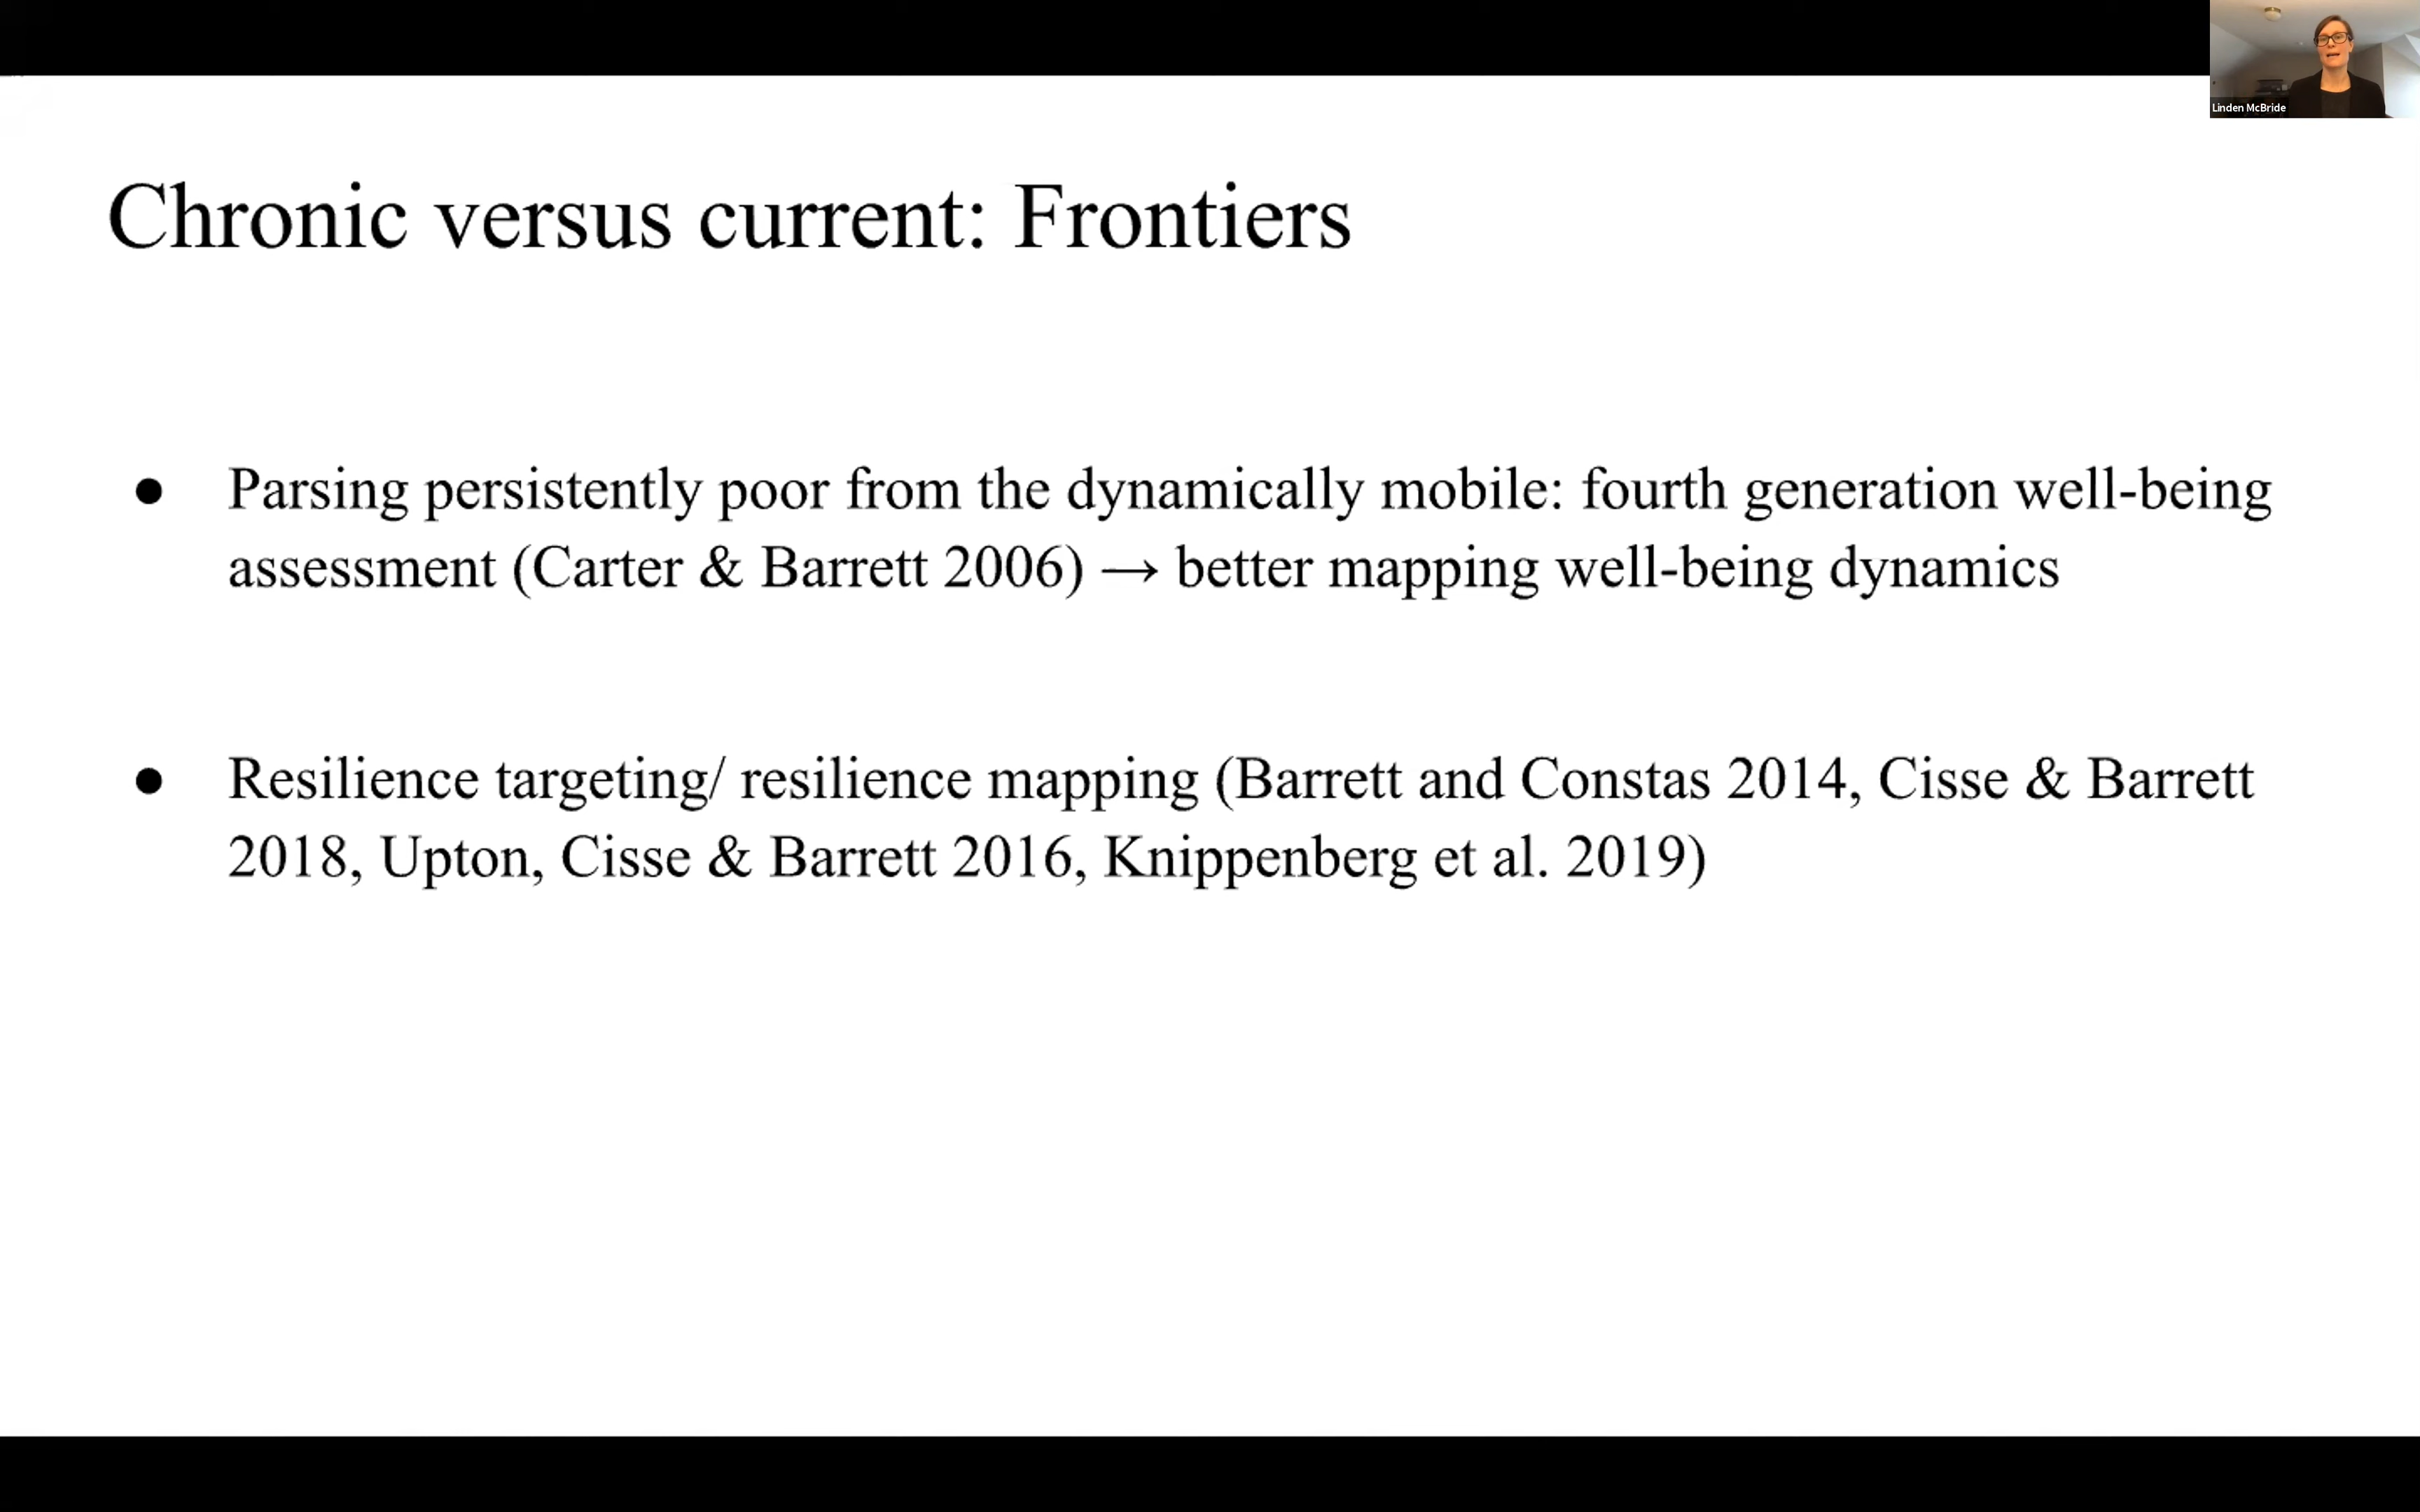 Linden McBride
Chronic versus current: Frontiers
● Parsing persistently poor from the dynamically mobile: fourth generation well-being
assessment (Carter & Barrett 2006) → better mapping well-being dynamics
● Resilience targeting/ resilience mapping (Barrett and Constas 2014, Cisse & Barrett
2018, Upton, Cisse & Barrett 2016, Knippenberg et al. 2019)